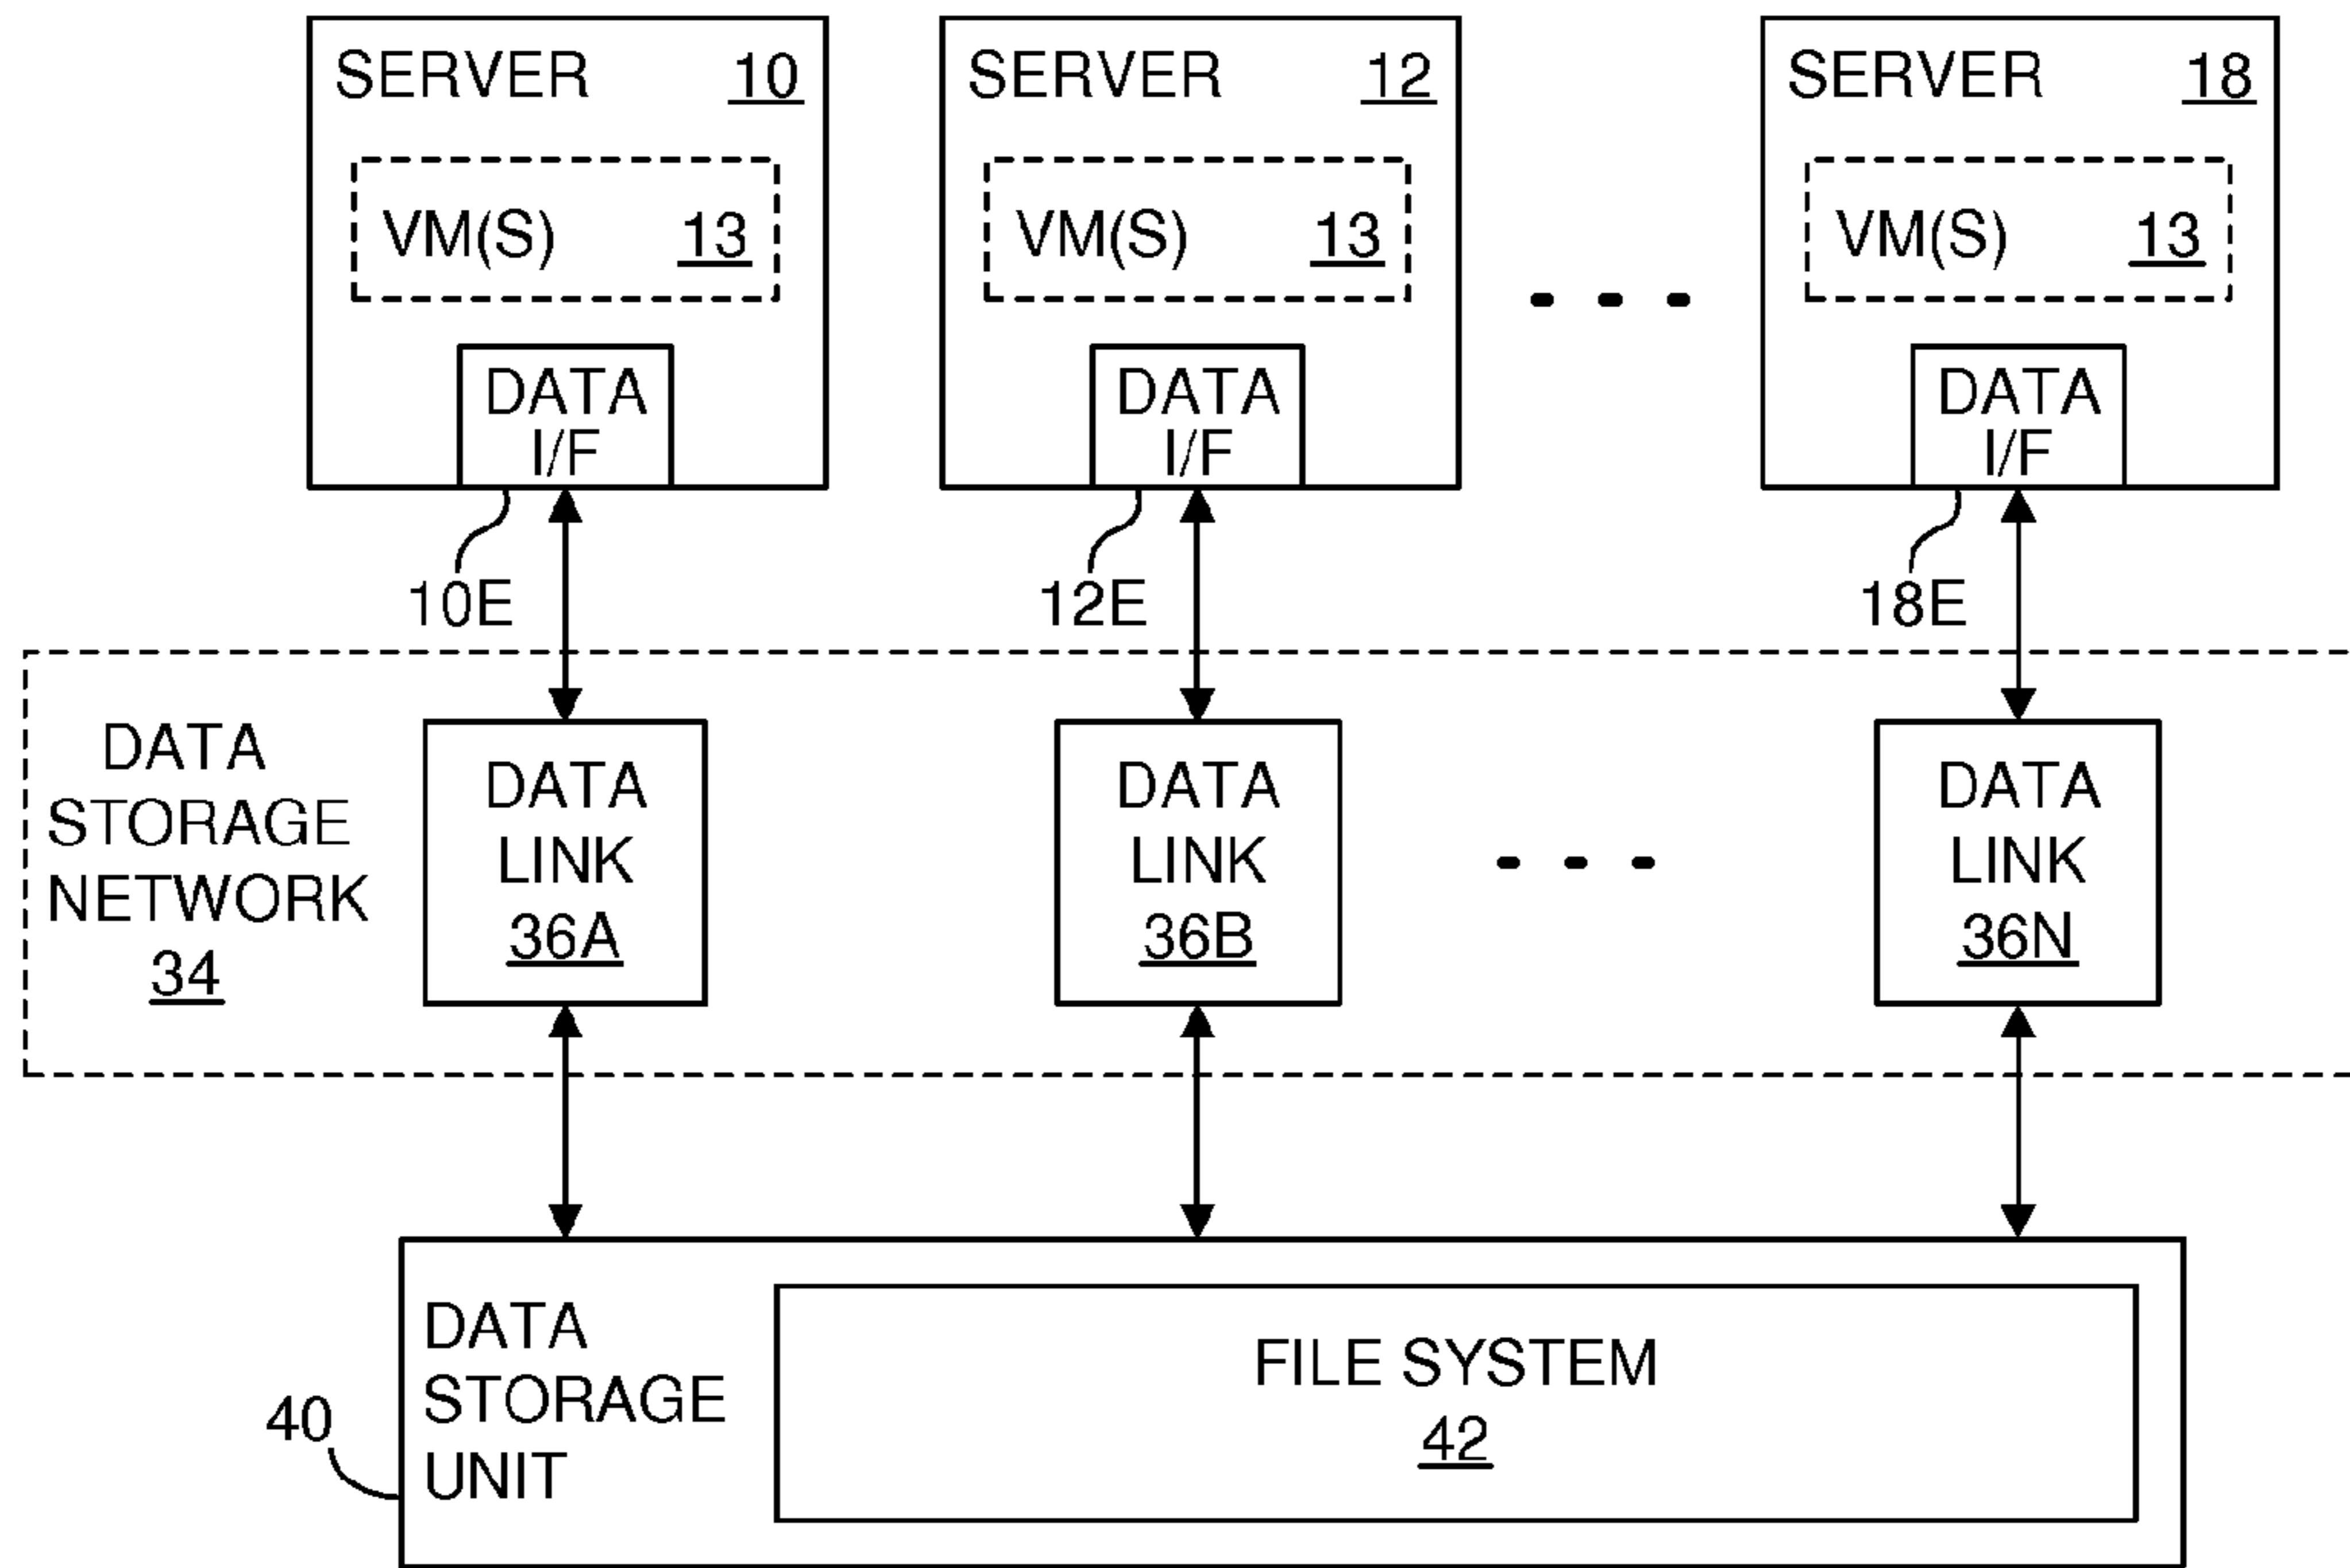 SERVER 10
VM(S) 13
DATA
I/F
10E
SERVER 12
VM(S) 13
DATA
I/F
12E
SERVER 18
VM(S) 13
DATA
I/F
18E
DATA
STORAGE
NETWORK
34
DATA
LINK
36A
DATA
LINK
36B
DATA
LINK
36N
40
DATA
STORAGE
UNIT
FILE SYSTEM
42